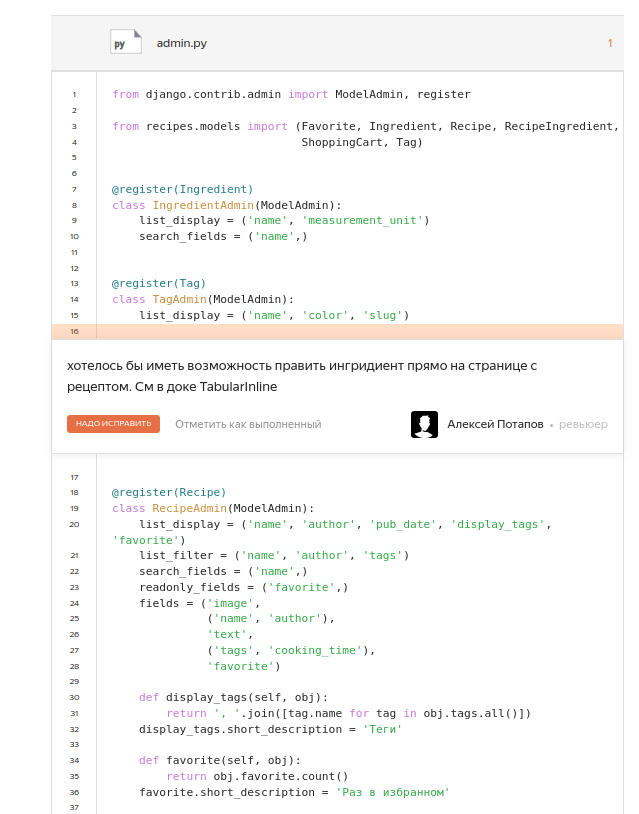 py admin.py 1
1 from django.contrib.admin import ModelAdmin, register
2
3 from recipes.models import (Favorite, Ingredient, Recipe, RecipeIngredient,
4 ShoppingCart, Tag)
5
6
7 @register(Ingredient)
8 class IngredientAdmin(ModelAdmin):
9 list_display = ('name', 'measurement_unit')
10 search_fields = ('name',)
11
12
13 @register(Tag)
14 class TagAdmin(ModelAdmin):
15 list_display = ('name', 'color', 'slug')
16
хотелось бы иметь возможность править ингридиент прямо на странице с
рецептом. См в доке TabularInline
НАДО ИСПРАВИТЬ Отметить как выполненный Алексей Потапов • ревьюер
17
18 @register(Recipe)
19 class RecipeAdmin(ModelAdmin):
20 list_display = ('name', 'author', 'pub_date', 'display_tags',
'favorite')
21 list_filter = ('name', 'author', 'tags')
22 search_fields = ('name',)
23 readonly_fields = ('favorite',)
24 fields = ('image',
25 ('name', 'author'),
26 'text',
27 ('tags', 'cooking_time'),
28 'favorite')
29
30 def display_tags(self, obj):
31 return ', '.join([tag.name for tag in obj.tags.all()])
32 display_tags.short_description = 'Теги'
33
34 def favorite(self, obj):
35 return obj.favorite.count()
36 favorite.short_description = 'Раз в избранном'
37